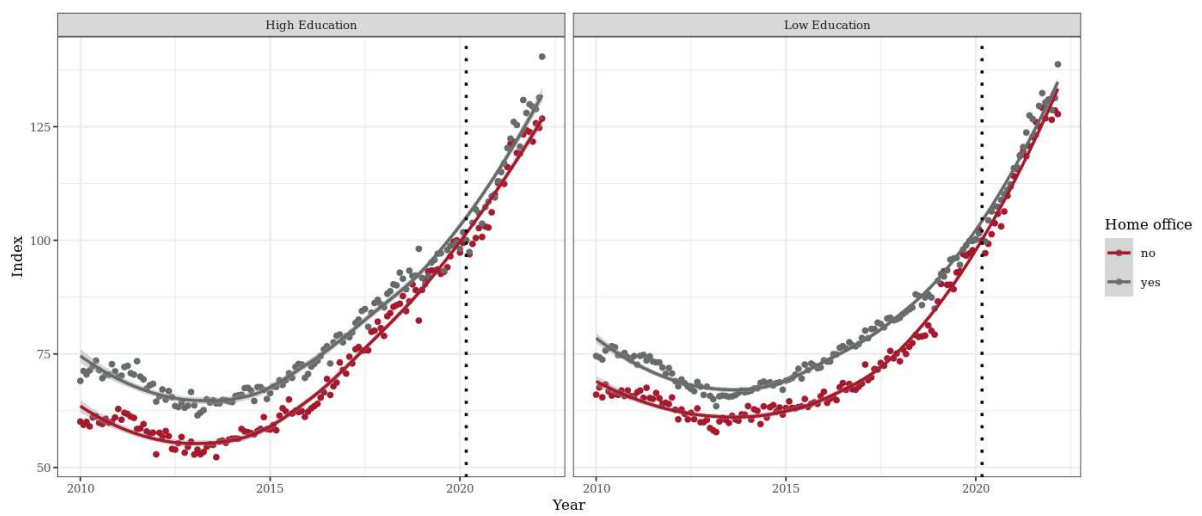 High Education
Low Education
Index
125
100
75
50
2010
2015
2020
2010
2015
2020
Year
Home office
no
yes